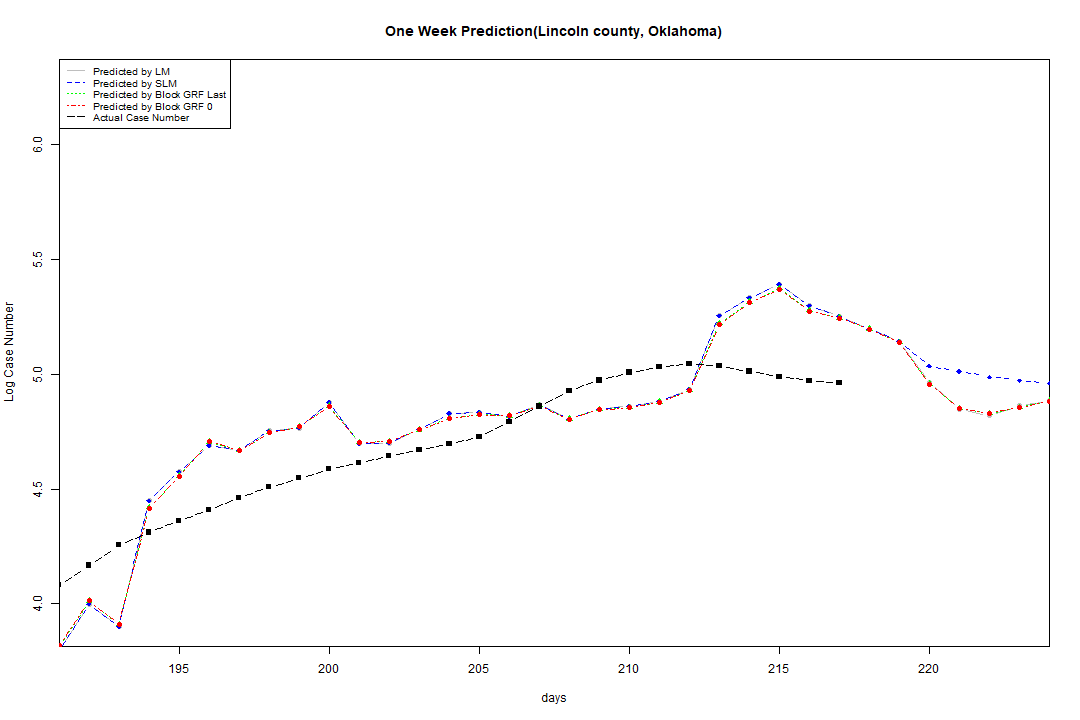 One Week Prediction(Lincoln county, Oklahoma)
Predicted by LM
Predicted by SLM
Predicted by Block GRF Last
Predicted by Block GRF 0
Actual Case Number
6.0
5.5
5.0
4.5
4.0
Log Case Number
195 200 205 210 215 220
days